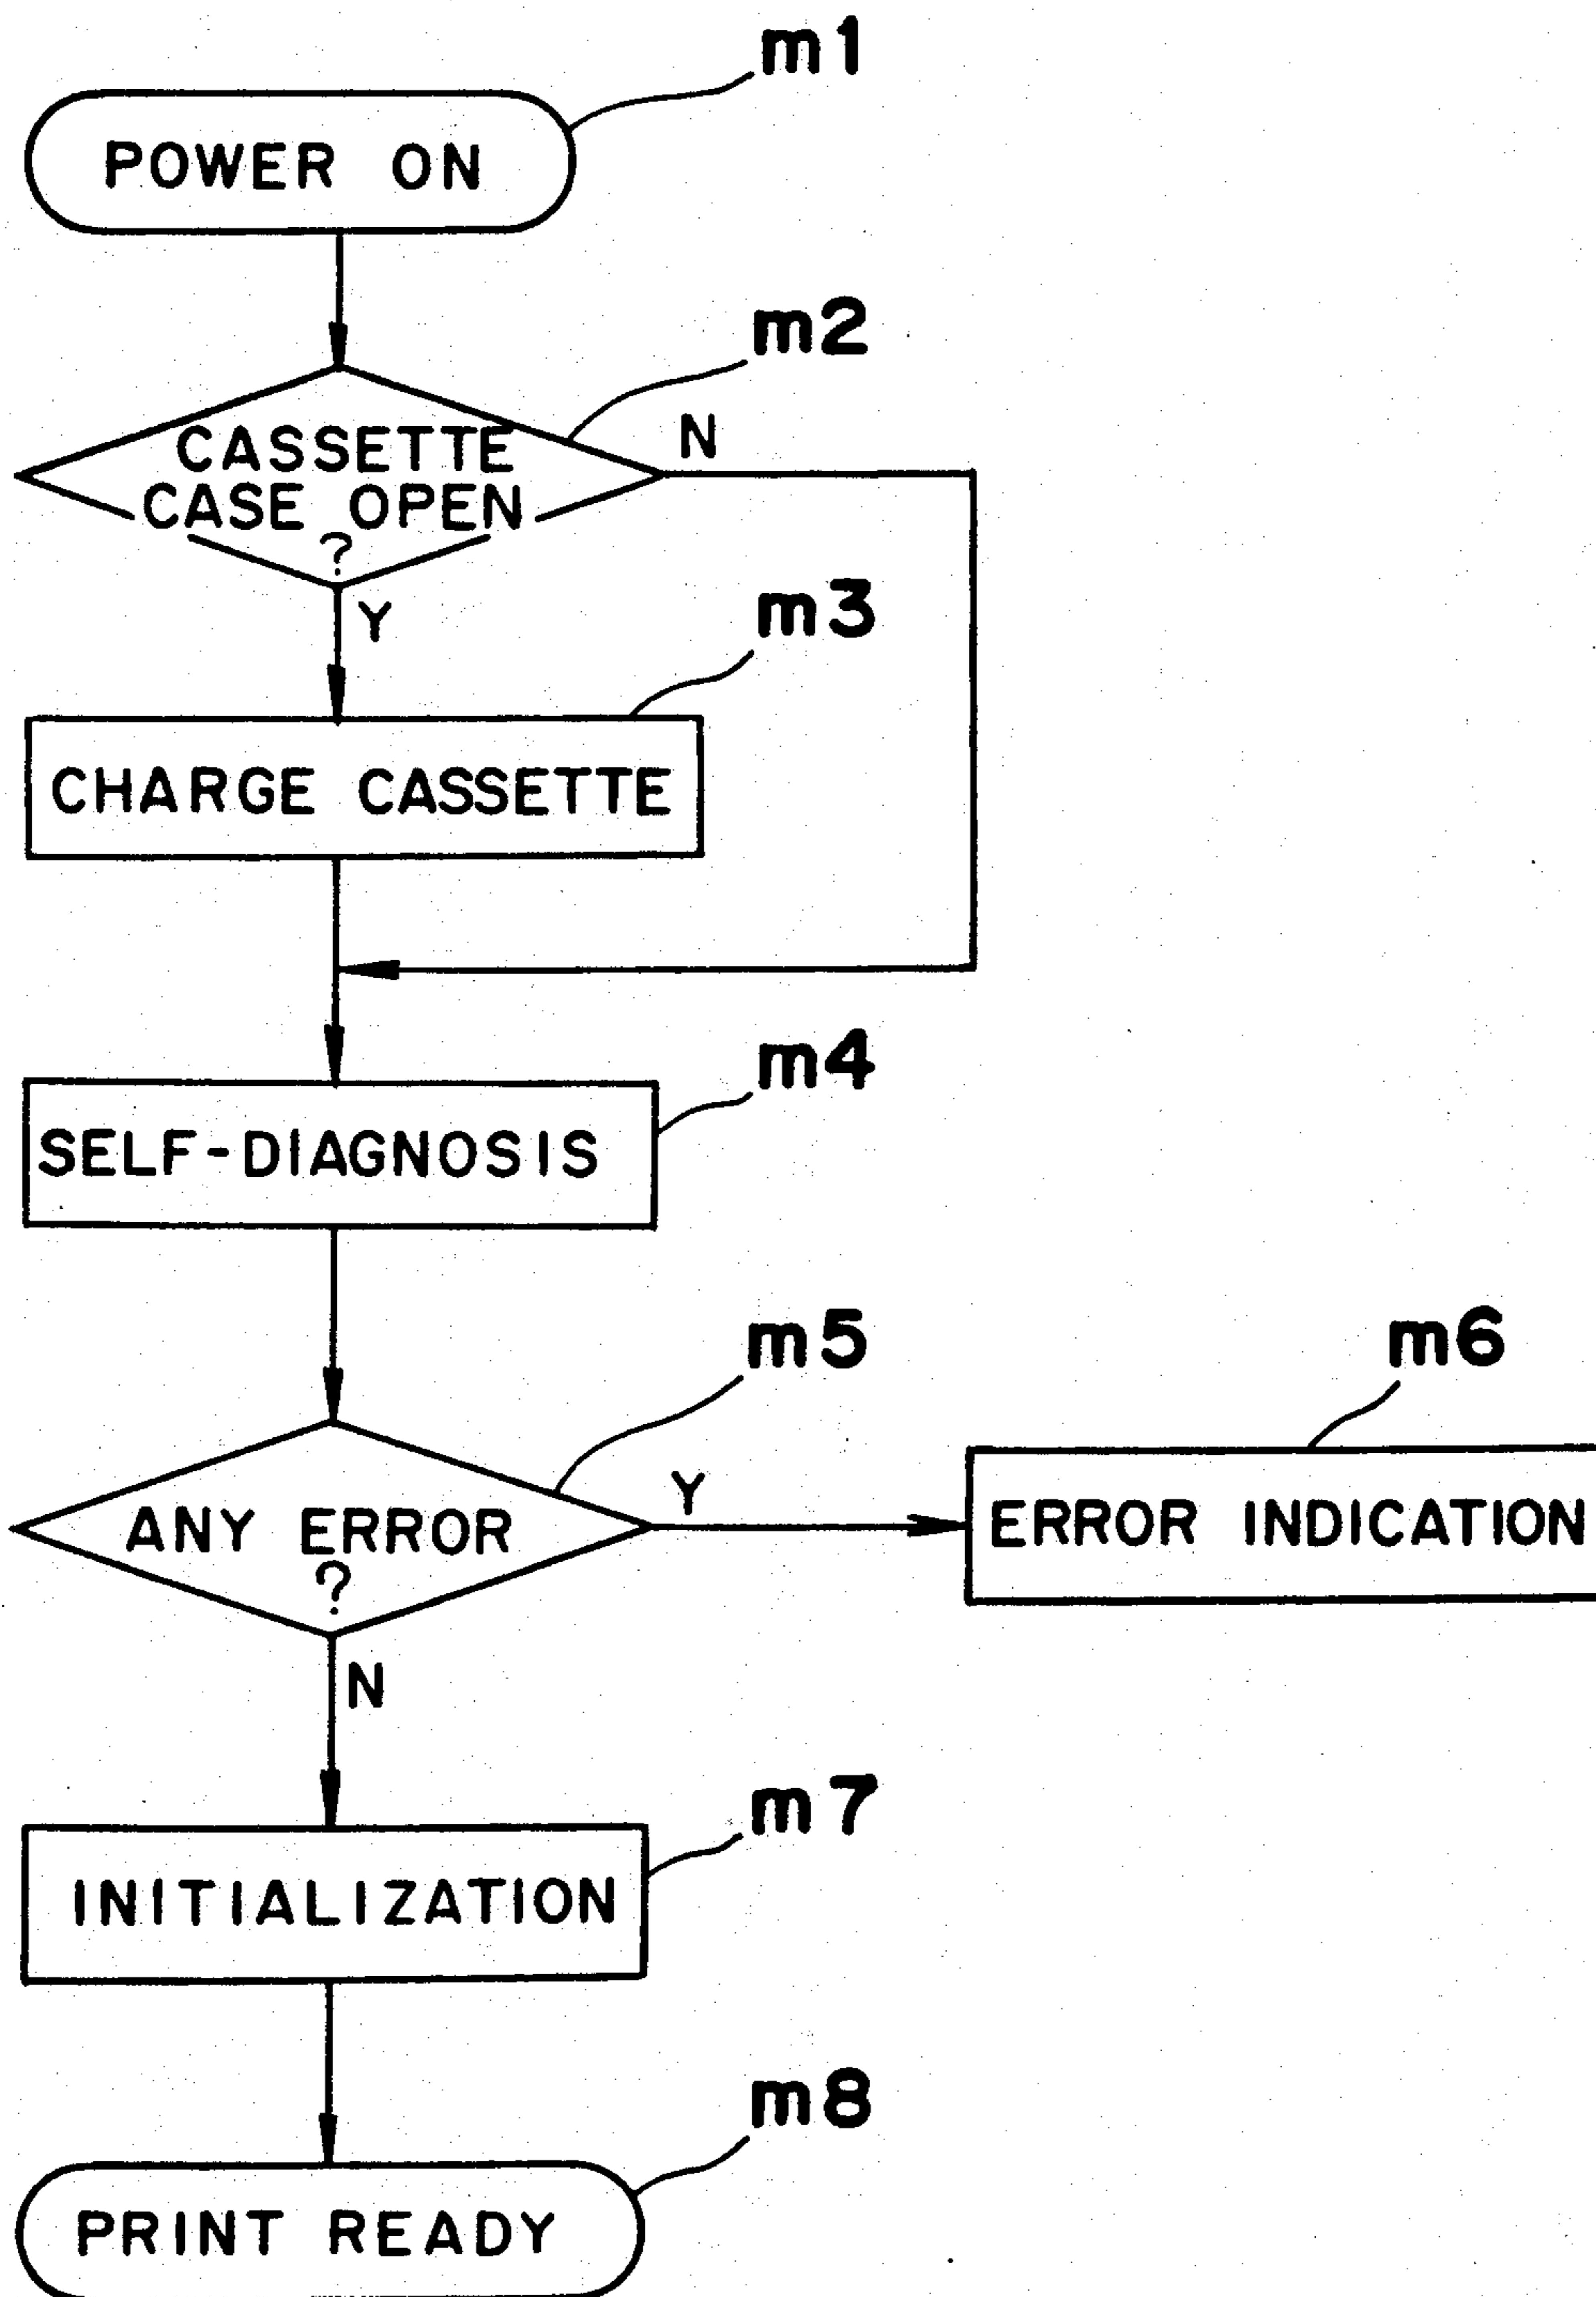 m1
POWER ON
m2
CASSETTE
CASE OPEN
?
N
Y
m3
CHARGE CASSETTE
m4
SELF-DIAGNOSIS
m5
ANY ERROR
?
Y
m6
ERROR INDICATION
N
m7
INITIALIZATION
m8
PRINT READY